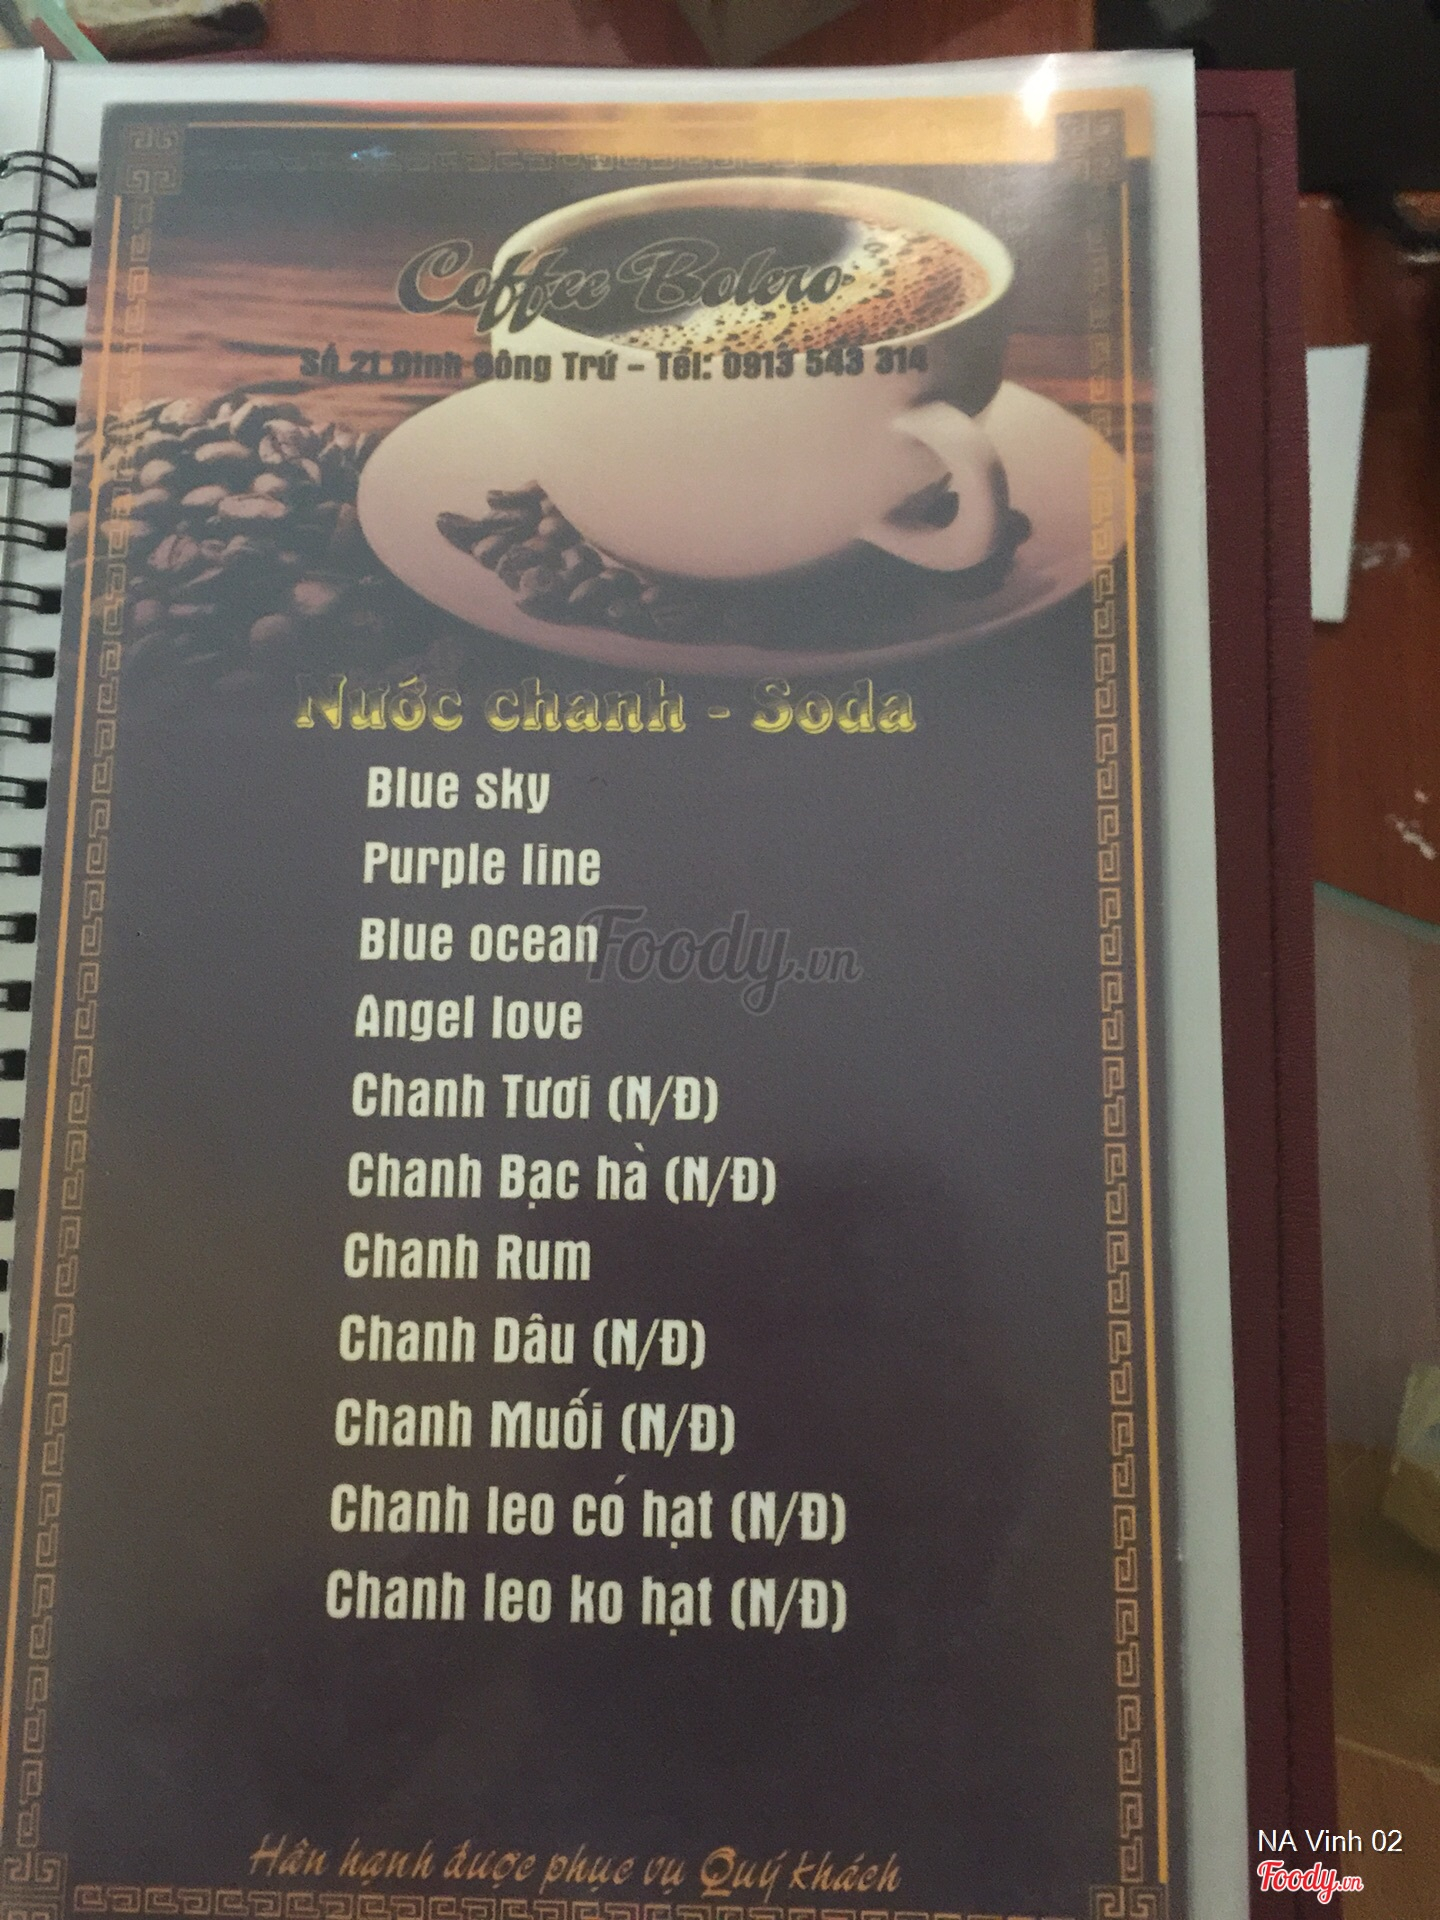 Coffee Bolero
Số 21 Đinh Công Trứ - Tel: 0913 543 314
Nước chanh - Soda
Blue sky
Purple line
Blue ocean
Angel love
Chanh Tươi (N/Đ)
Chanh Bạc hà (N/Đ)
Chanh Rum
Chanh Dâu (N/Đ)
Chanh Muối (N/Đ)
Chanh leo có hạt (N/Đ)
Chanh leo ko hạt (N/Đ)
Hân hạnh được phục vụ Quý khách
Foody.vn
NA Vinh 02
Foody.vn